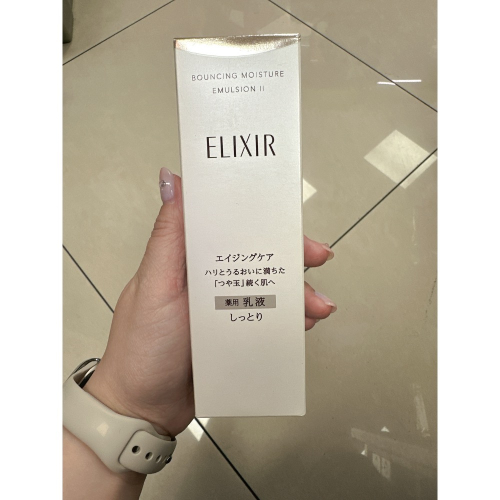 BOUNCING MOISTURE
EMULSION II
ELIXIR
エイジングケア
ハリとうるおいに満ちた
「つや玉」続く肌へ
薬用 乳液
しっとり